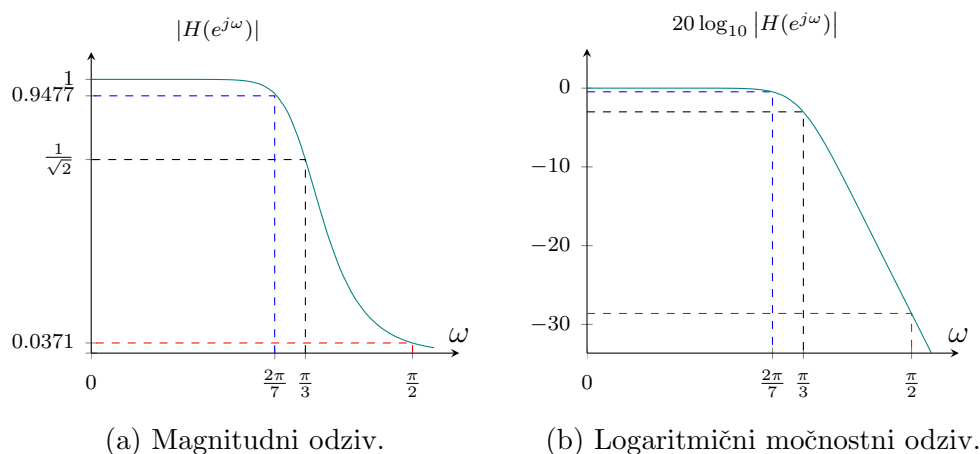 |H(e^{jω})|
1
0.9477
1/√2
0.0371
ω
0 2π/7 π/3 π/2
(a) Magnitudni odziv.
20 log₁₀ |H(e^{jω})|
0
−10
−20
−30
ω
0 2π/7 π/3 π/2
(b) Logaritmični močnostni odziv.